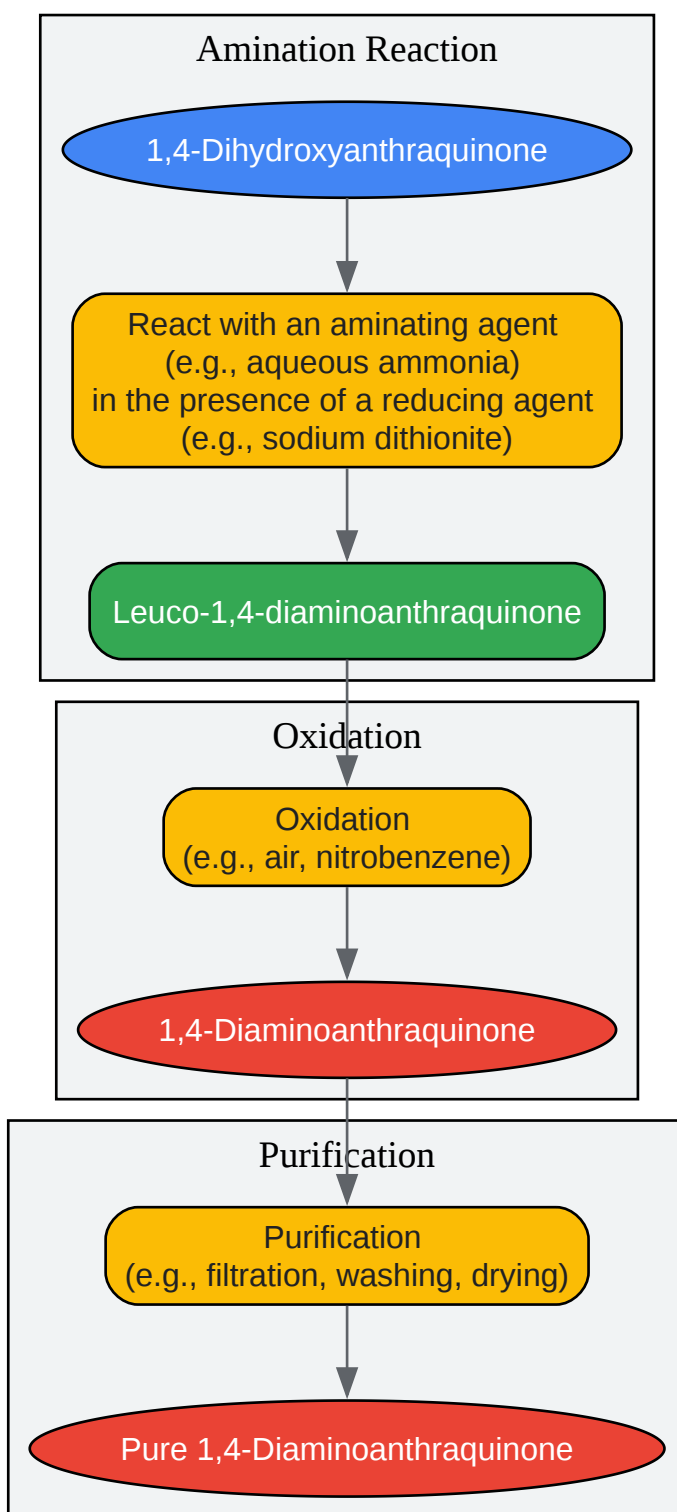 Amination Reaction
1,4-Dihydroxyanthraquinone
React with an aminating agent
(e.g., aqueous ammonia)
in the presence of a reducing agent
(e.g., sodium dithionite)
Leuco-1,4-diaminoanthraquinone
Oxidation
Oxidation
(e.g., air, nitrobenzene)
1,4-Diaminoanthraquinone
Purification
Purification
(e.g., filtration, washing, drying)
Pure 1,4-Diaminoanthraquinone